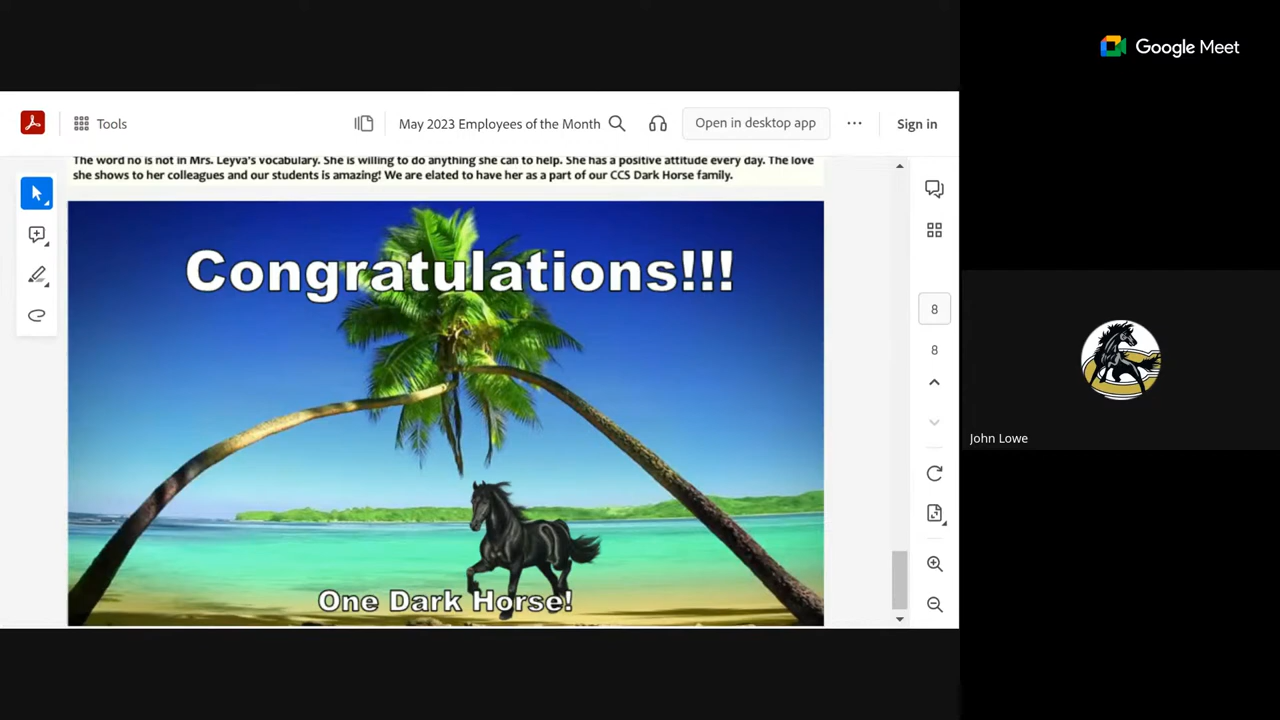 Google Meet
Tools
May 2023 Employees of the Month
Open in desktop app
Sign in
The word no is not in Mrs. Leyva's vocabulary. She is willing to do anything she can to help. She has a positive attitude every day. The love
she shows to her colleagues and our students is amazing! We are elated to have her as a part of our CCS Dark Horse family.
Congratulations!!!
One Dark Horse!
8
8
John Lowe